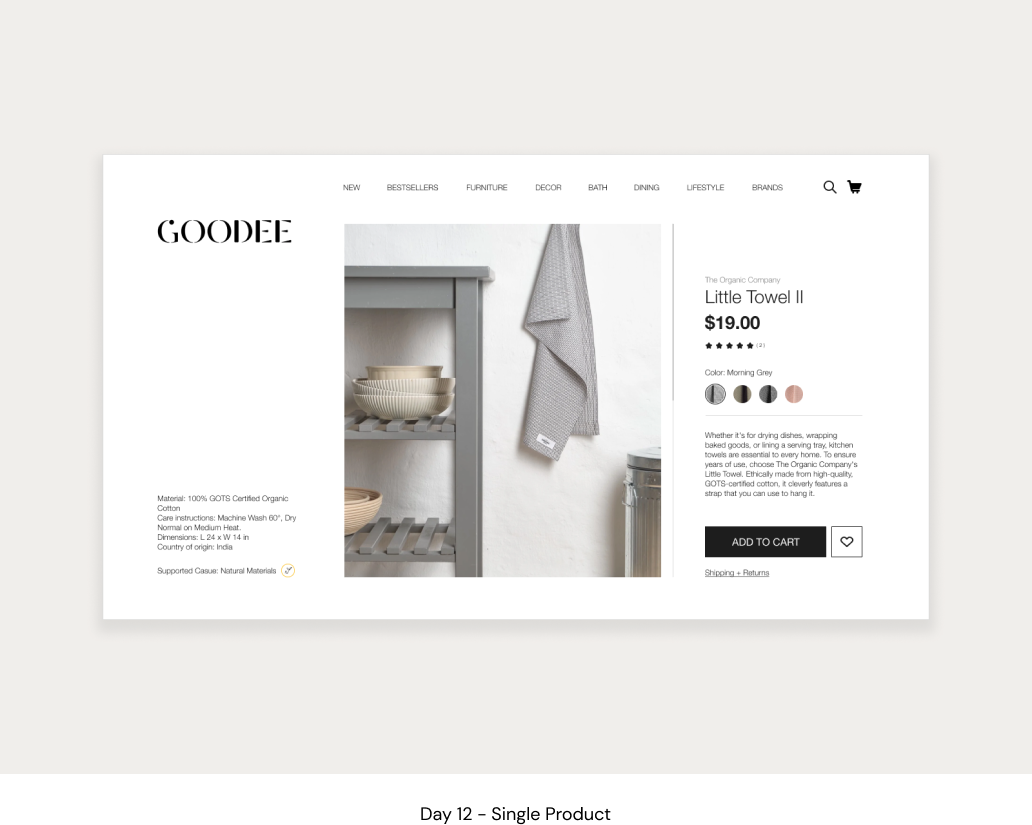 NEW BESTSELLERS FURNITURE DECOR BATH DINING LIFESTYLE BRANDS
GOODEE
The Organic Company
Little Towel II
$19.00
(2)
Color: Morning Grey
Whether it's for drying dishes, wrapping
baked goods, or lining a serving tray, kitchen
towels are essential to every home. To ensure
years of use, choose The Organic Company's
Little Towel. Ethically made from high-quality,
GOTS-certified cotton, it cleverly features a
strap that you can use to hang it.
Material: 100% GOTS Certified Organic
Cotton
Care instructions: Machine Wash 60°, Dry
Normal on Medium Heat.
Dimensions: L 24 x W 14 in
Country of origin: India
Supported Casue: Natural Materials
ADD TO CART
Shipping + Returns
Day 12 - Single Product